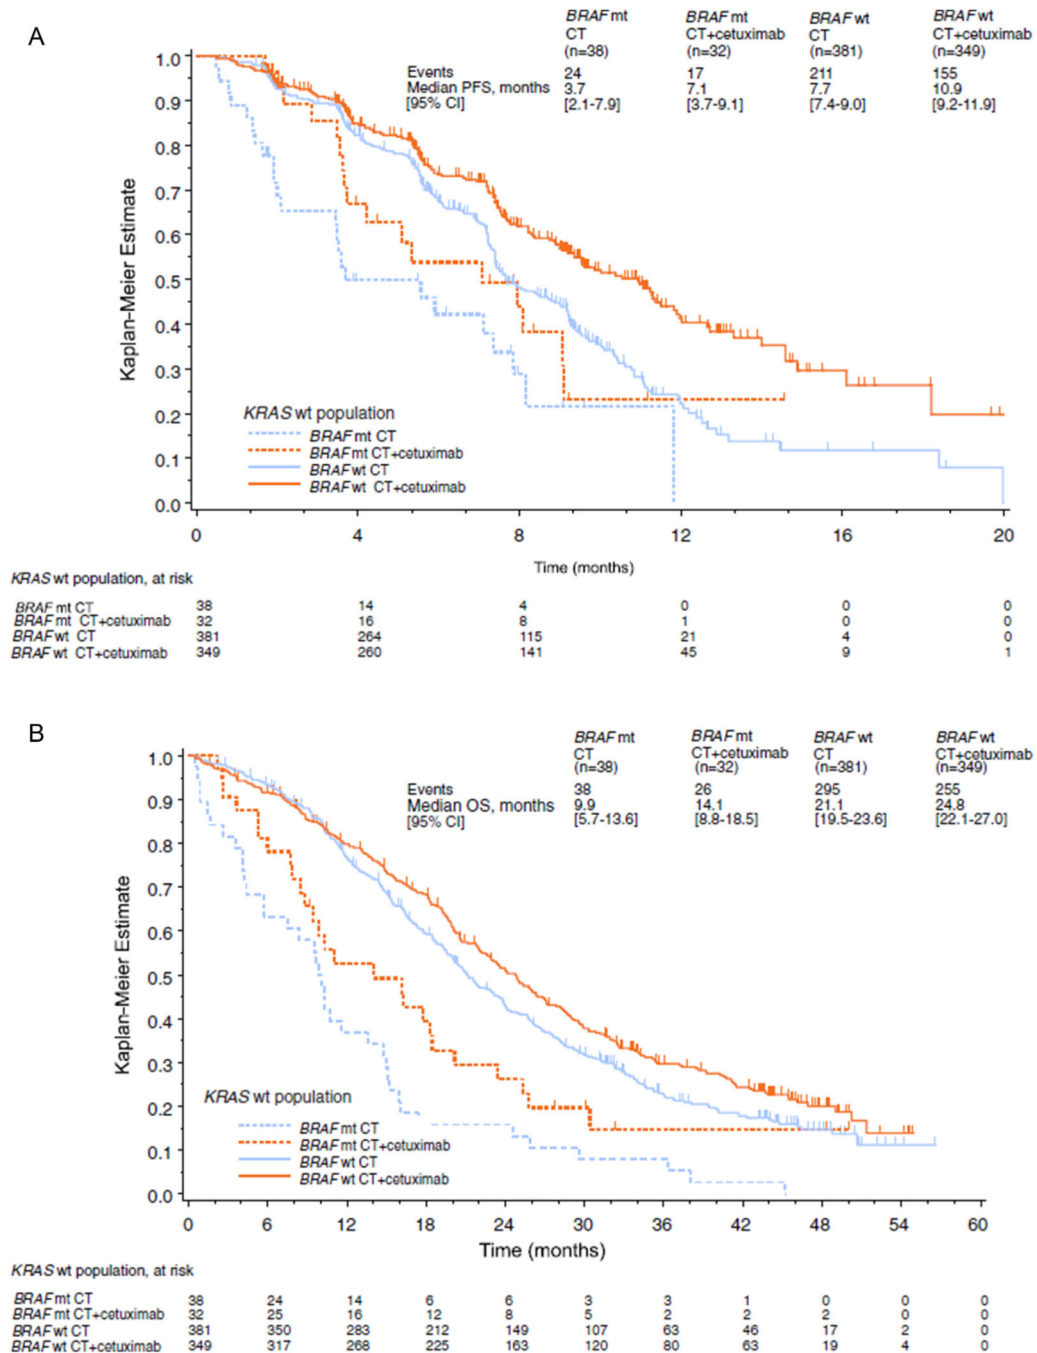 A
BRAF mt BRAF mt BRAF wt BRAF wt
CT CT+cetuximab CT CT+cetuximab
(n=38) (n=32) (n=381) (n=349)
Events 24 17 211 155
Median PFS, months 3.7 7.1 7.7 10.9
[95% CI] [2.1-7.9] [3.7-9.1] [7.4-9.0] [9.2-11.9]
Kaplan-Meier Estimate
1.0
0.9
0.8
0.7
0.6
0.5
0.4
0.3
0.2
0.1
0.0
KRAS wt population
BRAF mt CT
BRAF mt CT+cetuximab
BRAF wt CT
BRAF wt CT+cetuximab
0 4 8 12 16 20
Time (months)
KRAS wt population, at risk
BRAF mt CT 38 14 4 0 0 0
BRAF mt CT+cetuximab 32 16 8 1 0 0
BRAF wt CT 381 264 115 21 4 0
BRAF wt CT+cetuximab 349 260 141 45 9 1
B
BRAF mt BRAF mt BRAF wt BRAF wt
CT CT+cetuximab CT CT+cetuximab
(n=38) (n=32) (n=381) (n=349)
Events 38 26 295 255
Median OS, months 9.9 14.1 21.1 24.8
[95% CI] [5.7-13.6] [8.8-18.5] [19.5-23.6] [22.1-27.0]
Kaplan-Meier Estimate
1.0
0.9
0.8
0.7
0.6
0.5
0.4
0.3
0.2
0.1
0.0
KRAS wt population
BRAF mt CT
BRAF mt CT+cetuximab
BRAF wt CT
BRAF wt CT+cetuximab
0 6 12 18 24 30 36 42 48 54 60
Time (months)
KRAS wt population, at risk
BRAF mt CT 38 24 14 6 6 3 3 1 0 0 0
BRAF mt CT+cetuximab 32 25 16 12 8 5 2 2 2 0 0
BRAF wt CT 381 350 283 212 149 107 63 46 17 2 0
BRAF wt CT+cetuximab 349 317 268 225 163 120 80 63 19 4 0